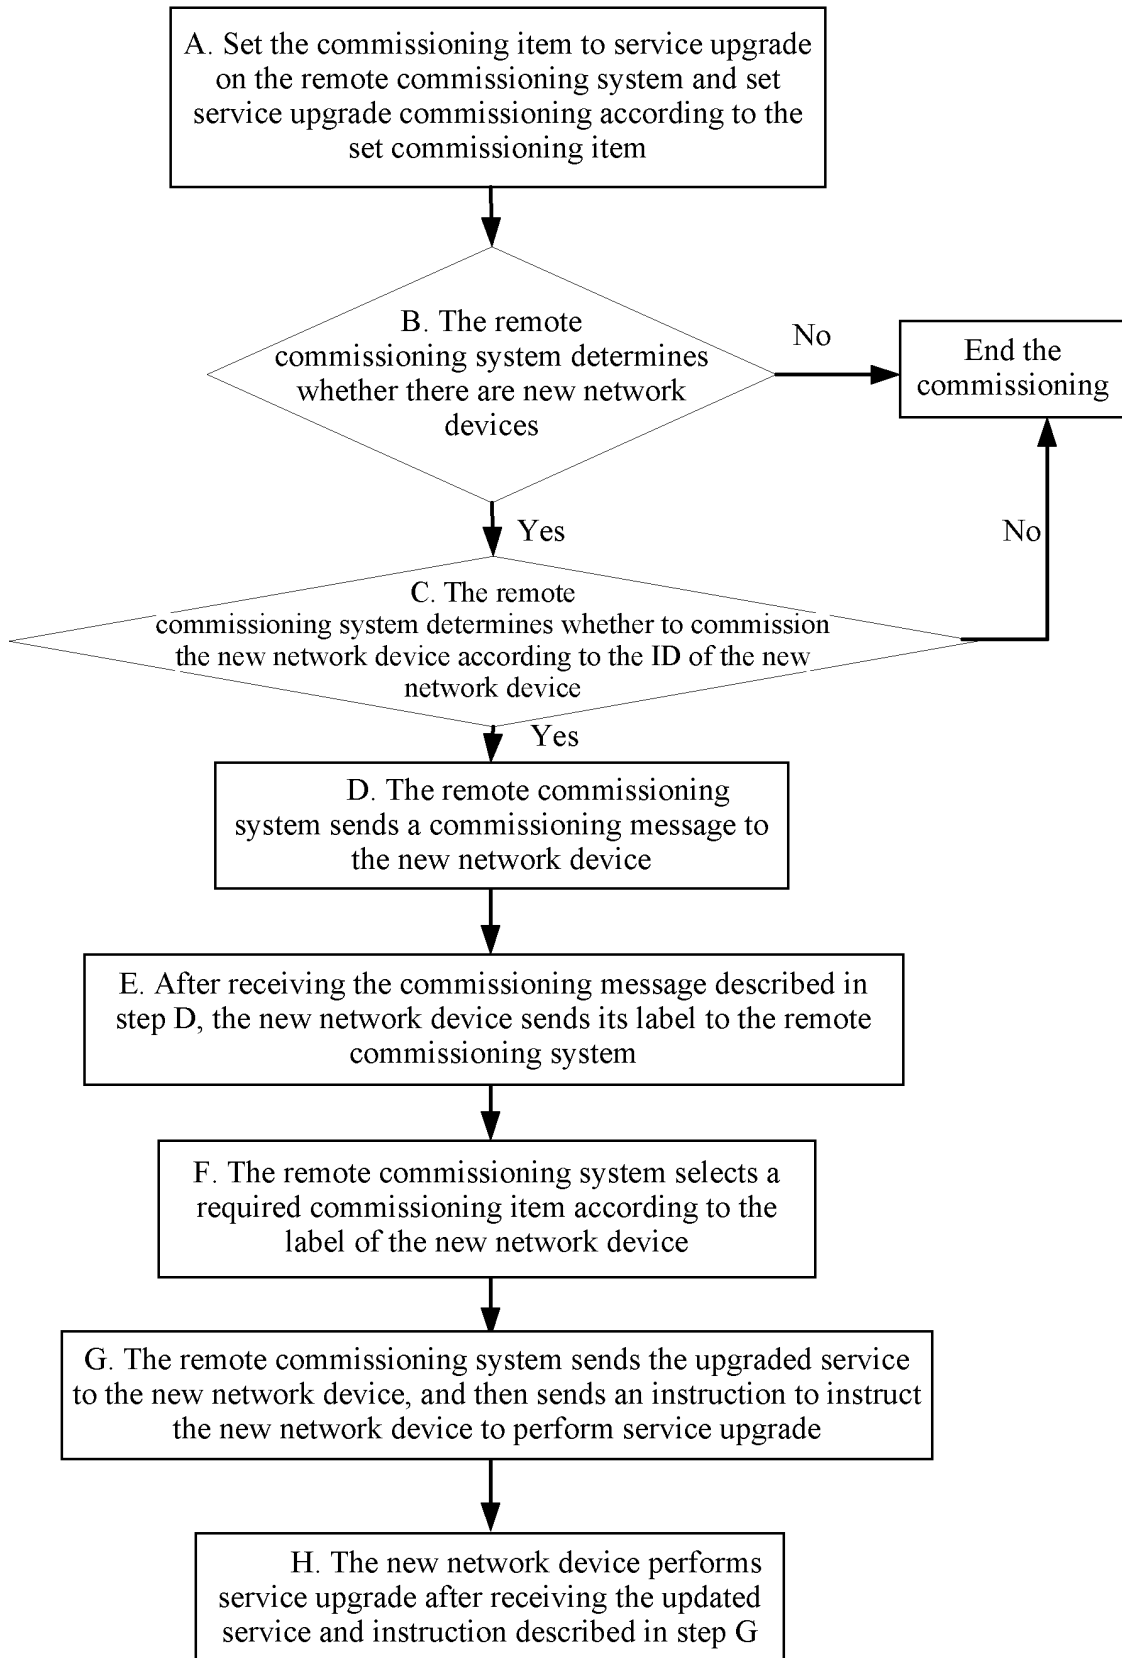 A. Set the commissioning item to service upgrade
on the remote commissioning system and set
service upgrade commissioning according to the
set commissioning item
B. The remote
commissioning system determines
whether there are new network
devices
No
End the
commissioning
Yes
No
C. The remote
commissioning system determines whether to commission
the new network device according to the ID of the new
network device
Yes
D. The remote commissioning
system sends a commissioning message to
the new network device
E. After receiving the commissioning message described in
step D, the new network device sends its label to the remote
commissioning system
F. The remote commissioning system selects a
required commissioning item according to the
label of the new network device
G. The remote commissioning system sends the upgraded service
to the new network device, and then sends an instruction to instruct
the new network device to perform service upgrade
H. The new network device performs
service upgrade after receiving the updated
service and instruction described in step G